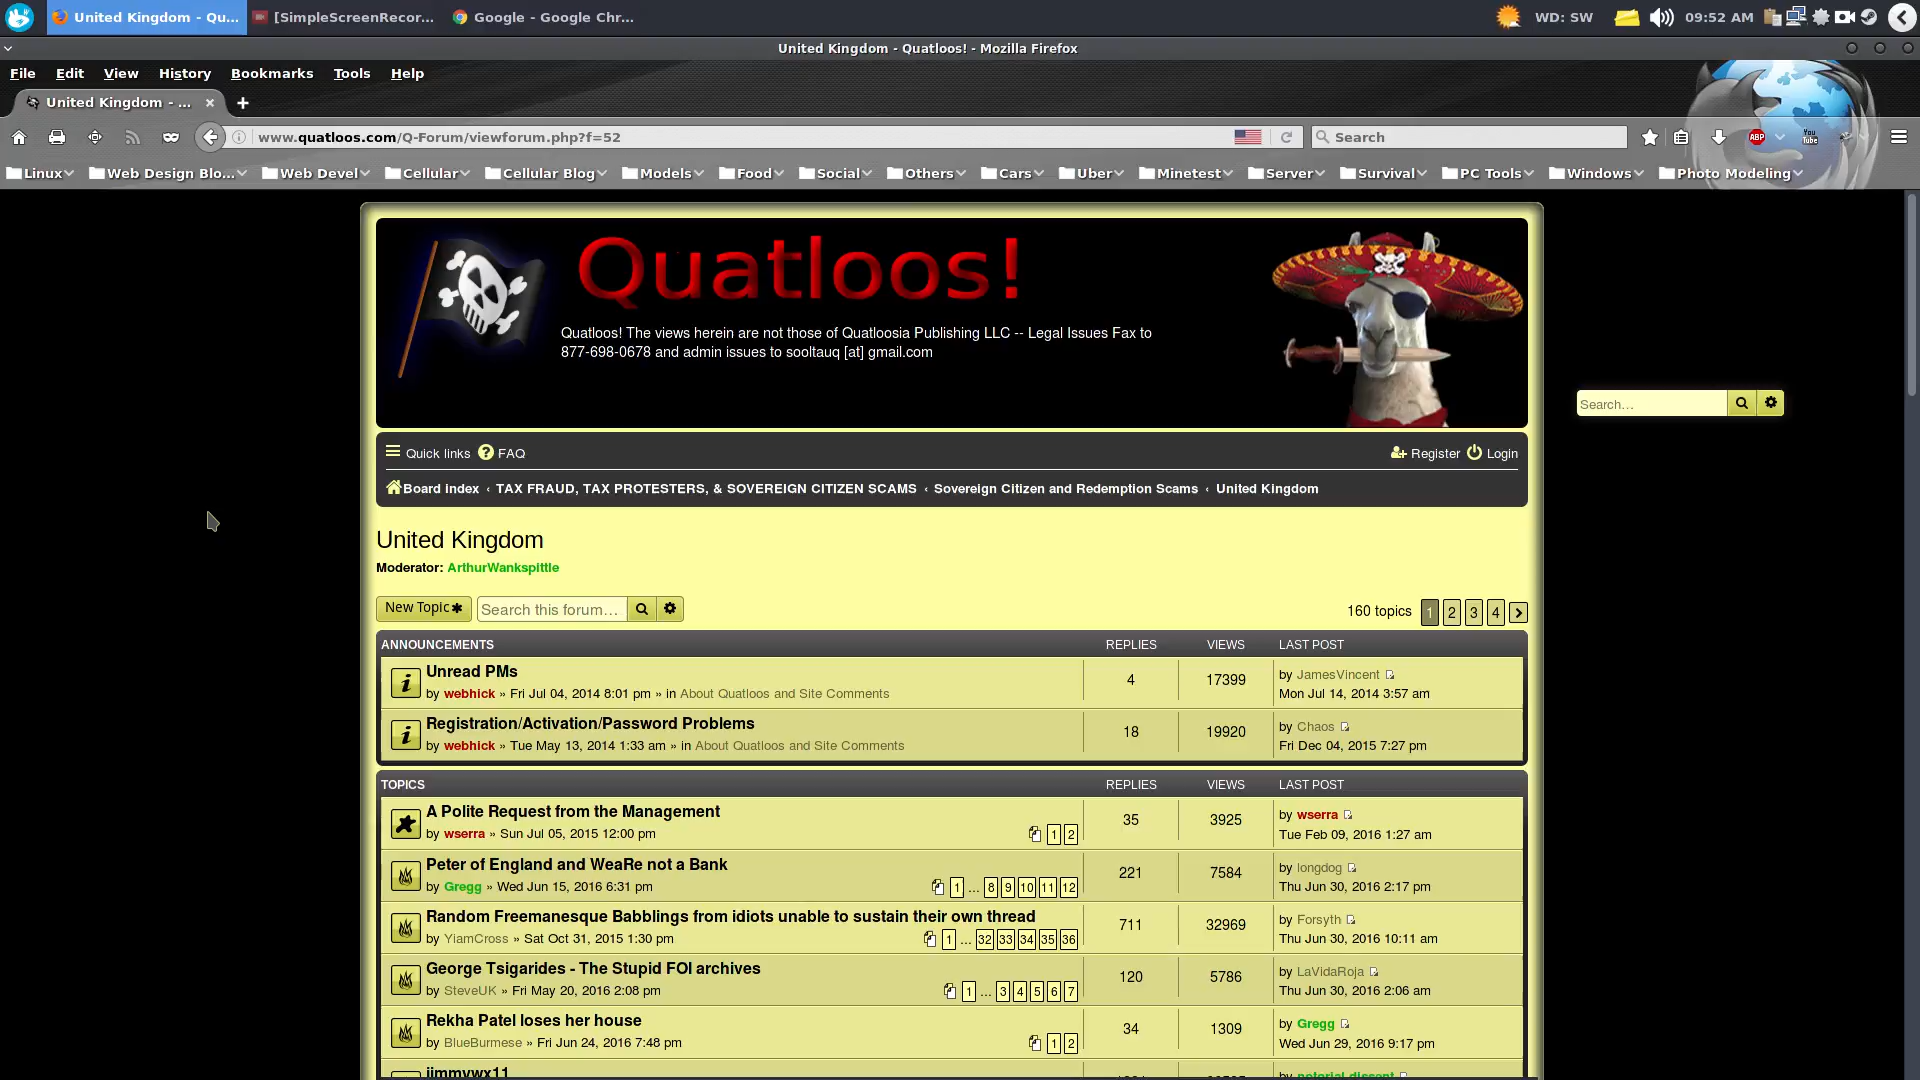 United Kingdom - Qu...
[SimpleScreenRecor...
Google - Google Chr...
WD: SW
09:52 AM
United Kingdom - Quatloos! - Mozilla Firefox
File Edit View History Bookmarks Tools Help
United Kingdom - ...
www.quatloos.com/Q-Forum/viewforum.php?f=52
Search
ABP
You Tube
Linux Web Design Blo... Web Devel Cellular Cellular Blog Models Food Social Others Cars Uber Minetest Server Survival PC Tools Windows Photo Modeling
Quatloos!
Quatloos! The views herein are not those of Quatloosia Publishing LLC -- Legal Issues Fax to
877-698-0678 and admin issues to sooltauq [at] gmail.com
Search…
Quick links FAQ
Register Login
Board index ‹ TAX FRAUD, TAX PROTESTERS, & SOVEREIGN CITIZEN SCAMS ‹ Sovereign Citizen and Redemption Scams ‹ United Kingdom
United Kingdom
Moderator: ArthurWankspittle
New Topic
Search this forum…
160 topics 1 2 3 4
ANNOUNCEMENTS REPLIES VIEWS LAST POST
Unread PMs
by webhick » Fri Jul 04, 2014 8:01 pm » in About Quatloos and Site Comments
4
17399
by JamesVincent
Mon Jul 14, 2014 3:57 am
Registration/Activation/Password Problems
by webhick » Tue May 13, 2014 1:33 am » in About Quatloos and Site Comments
18
19920
by Chaos
Fri Dec 04, 2015 7:27 pm
TOPICS REPLIES VIEWS LAST POST
A Polite Request from the Management
by wserra » Sun Jul 05, 2015 12:00 pm
1 2
35
3925
by wserra
Tue Feb 09, 2016 1:27 am
Peter of England and WeaRe not a Bank
by Gregg » Wed Jun 15, 2016 6:31 pm
1 ... 8 9 10 11 12
221
7584
by longdog
Thu Jun 30, 2016 2:17 pm
Random Freemanesque Babblings from idiots unable to sustain their own thread
by YiamCross » Sat Oct 31, 2015 1:30 pm
1 ... 32 33 34 35 36
711
32969
by Forsyth
Thu Jun 30, 2016 10:11 am
George Tsigarides - The Stupid FOI archives
by SteveUK » Fri May 20, 2016 2:08 pm
1 ... 3 4 5 6 7
120
5786
by LaVidaRoja
Thu Jun 30, 2016 2:06 am
Rekha Patel loses her house
by BlueBurmese » Fri Jun 24, 2016 7:48 pm
1 2
34
1309
by Gregg
Wed Jun 29, 2016 9:17 pm
jimmywx11
by notorial dissent